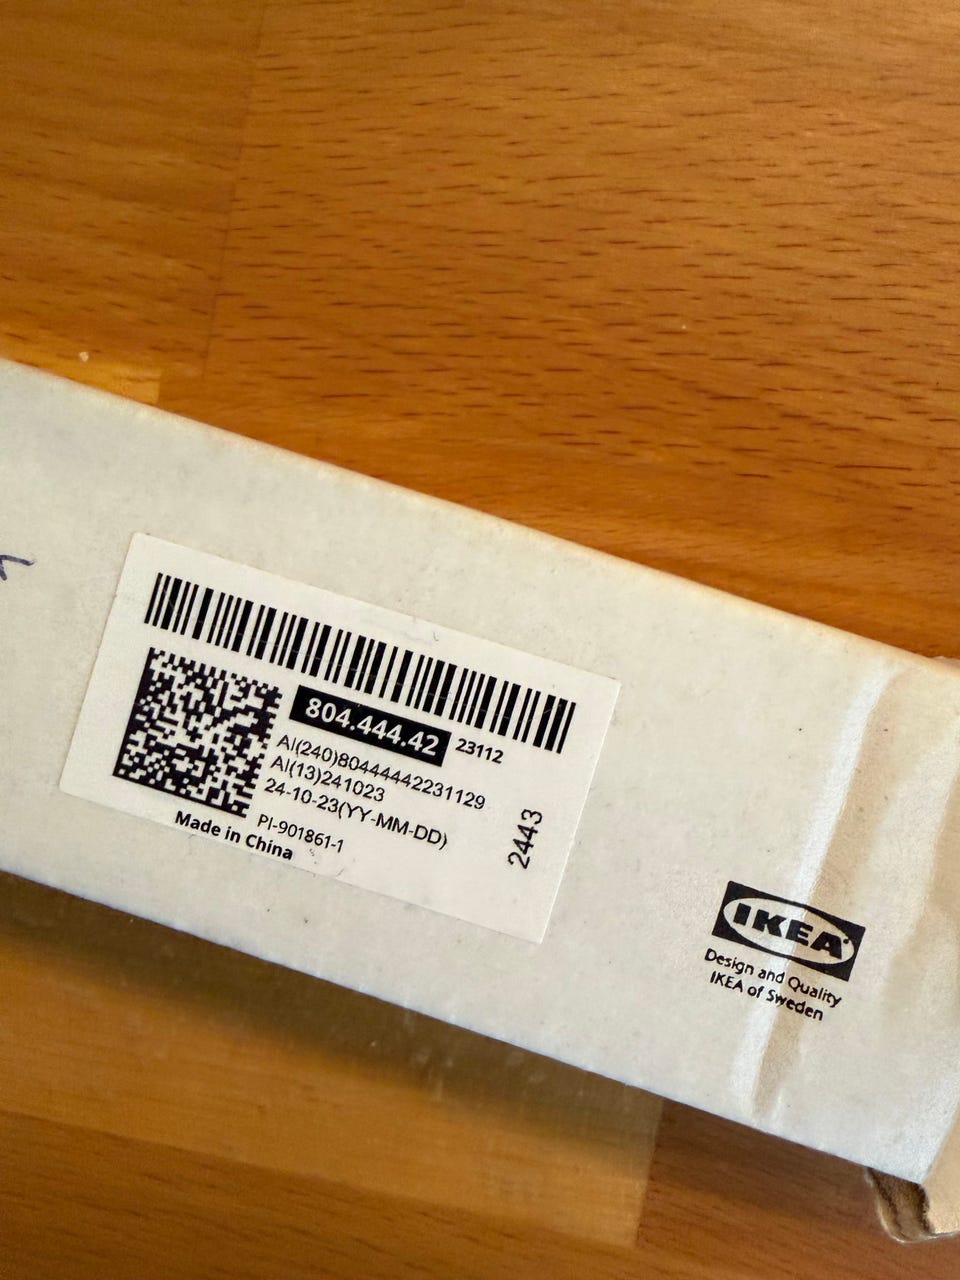 804.444.42 23112
AI(240)80444442231129
AI(13)241023
24-10-23(YY-MM-DD)
PI-901861-1
Made in China
2443
IKEA
Design and Quality
IKEA of Sweden